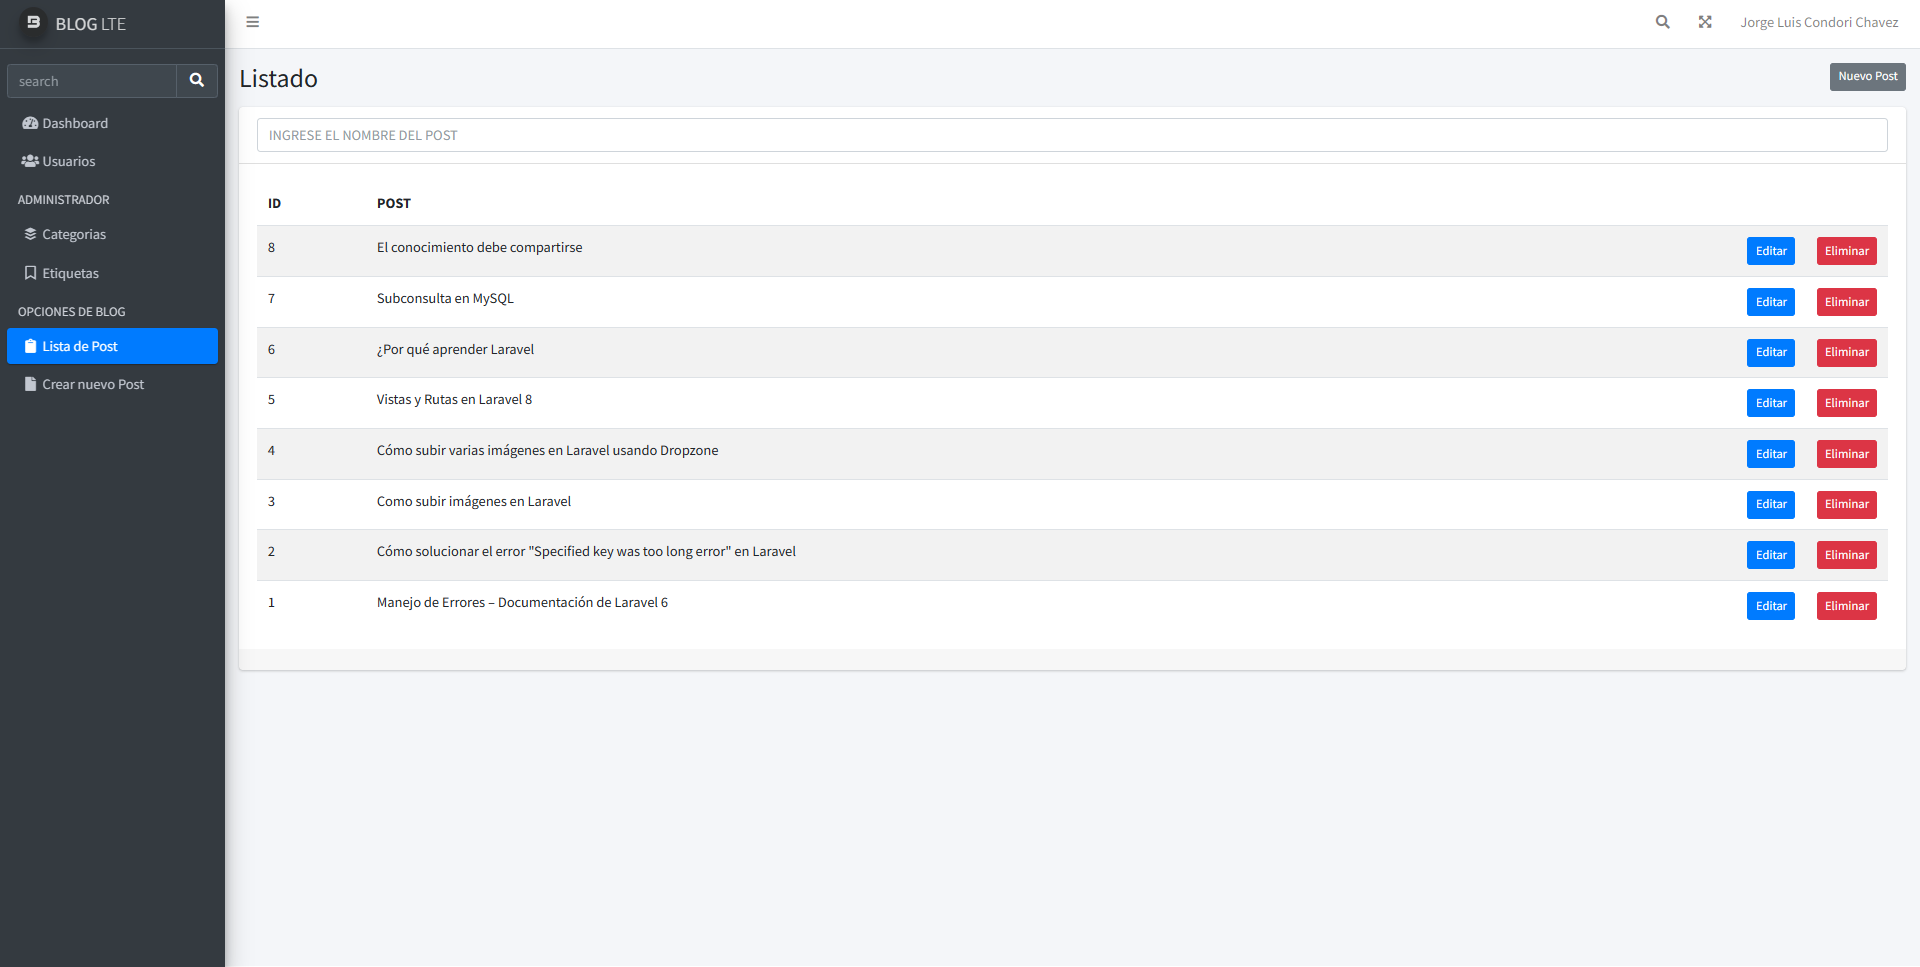 BLOG LTE
Jorge Luis Condori Chavez
search
Dashboard
Usuarios
ADMINISTRADOR
Categorias
Etiquetas
OPCIONES DE BLOG
Lista de Post
Crear nuevo Post
Listado
Nuevo Post
INGRESE EL NOMBRE DEL POST
ID POST
8 El conocimiento debe compartirse Editar Eliminar
7 Subconsulta en MySQL Editar Eliminar
6 ¿Por qué aprender Laravel Editar Eliminar
5 Vistas y Rutas en Laravel 8 Editar Eliminar
4 Cómo subir varias imágenes en Laravel usando Dropzone Editar Eliminar
3 Como subir imágenes en Laravel Editar Eliminar
2 Cómo solucionar el error "Specified key was too long error" en Laravel Editar Eliminar
1 Manejo de Errores – Documentación de Laravel 6 Editar Eliminar